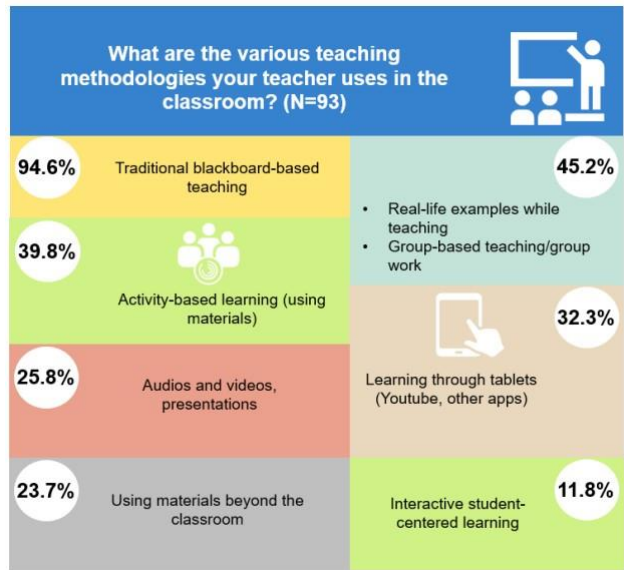 What are the various teaching
methodologies your teacher uses in the
classroom? (N=93)
94.6%
Traditional blackboard-based
teaching
45.2%
• Real-life examples while
teaching
• Group-based teaching/group
work
39.8%
Activity-based learning (using
materials)
32.3%
Learning through tablets
(Youtube, other apps)
25.8%
Audios and videos,
presentations
23.7%
Using materials beyond the
classroom
11.8%
Interactive student-
centered learning